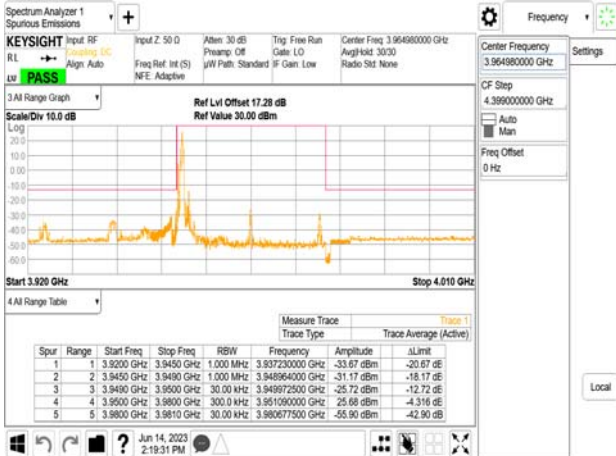 Spectrum Analyzer 1
Spurious Emissions
Frequency
KEYSIGHT Input: RF Input Z: 50 Ω Atten: 30 dB Trig: Free Run Center Freq: 3.964980000 GHz
RL Coupling: DC Preamp: Off Gate: LO Avg|Hold: 30/30
Align: Auto Freq Ref: Int (S) µW Path: Standard IF Gain: Low Radio Std: None
LV PASS NFE: Adaptive
Center Frequency
3.964980000 GHz
Settings
CF Step
4.399000000 GHz
Auto
Man
Freq Offset
0 Hz
Local
3 All Range Graph
Ref Lvl Offset 17.28 dB
Scale/Div 10.0 dB Ref Value 30.00 dBm
Log
20.0
10.0
0.00
-10.0
-20.0
-30.0
-40.0
-50.0
-60.0
Start 3.920 GHz Stop 4.010 GHz
4 All Range Table
Measure Trace Trace 1
Trace Type Trace Average (Active)
Spur Range Start Freq Stop Freq RBW Frequency Amplitude ΔLimit
1 1 3.9200 GHz 3.9450 GHz 1.000 MHz 3.937230000 GHz -33.67 dBm -20.67 dB
2 2 3.9450 GHz 3.9490 GHz 1.000 MHz 3.948964000 GHz -31.17 dBm -18.17 dB
3 3 3.9490 GHz 3.9500 GHz 30.00 kHz 3.949972500 GHz -25.72 dBm -12.72 dB
4 4 3.9500 GHz 3.9800 GHz 300.0 kHz 3.951090000 GHz 25.68 dBm -4.316 dB
5 5 3.9800 GHz 3.9810 GHz 30.00 kHz 3.980677500 GHz -55.90 dBm -42.90 dB
Jun 14, 2023
2:19:31 PM